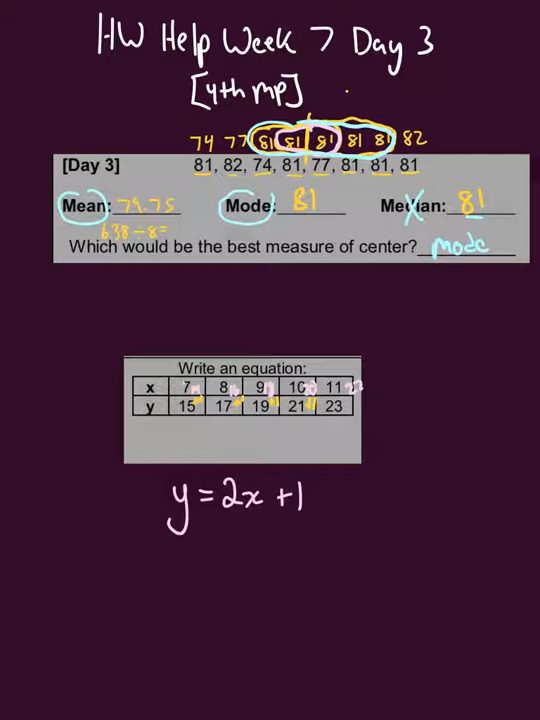 HW Help Week 7 Day 3
[4th mp]
74 77 81 81 81 81 81 82
[Day 3] 81, 82, 74, 81, 77, 81, 81, 81
Mean: 79.75 Mode: 81 Median: 81
638 ÷ 8 =
Which would be the best measure of center? mode
Write an equation:
x 7 8 9 10 11 22
y 15 17 19 21 23
y = 2x + 1